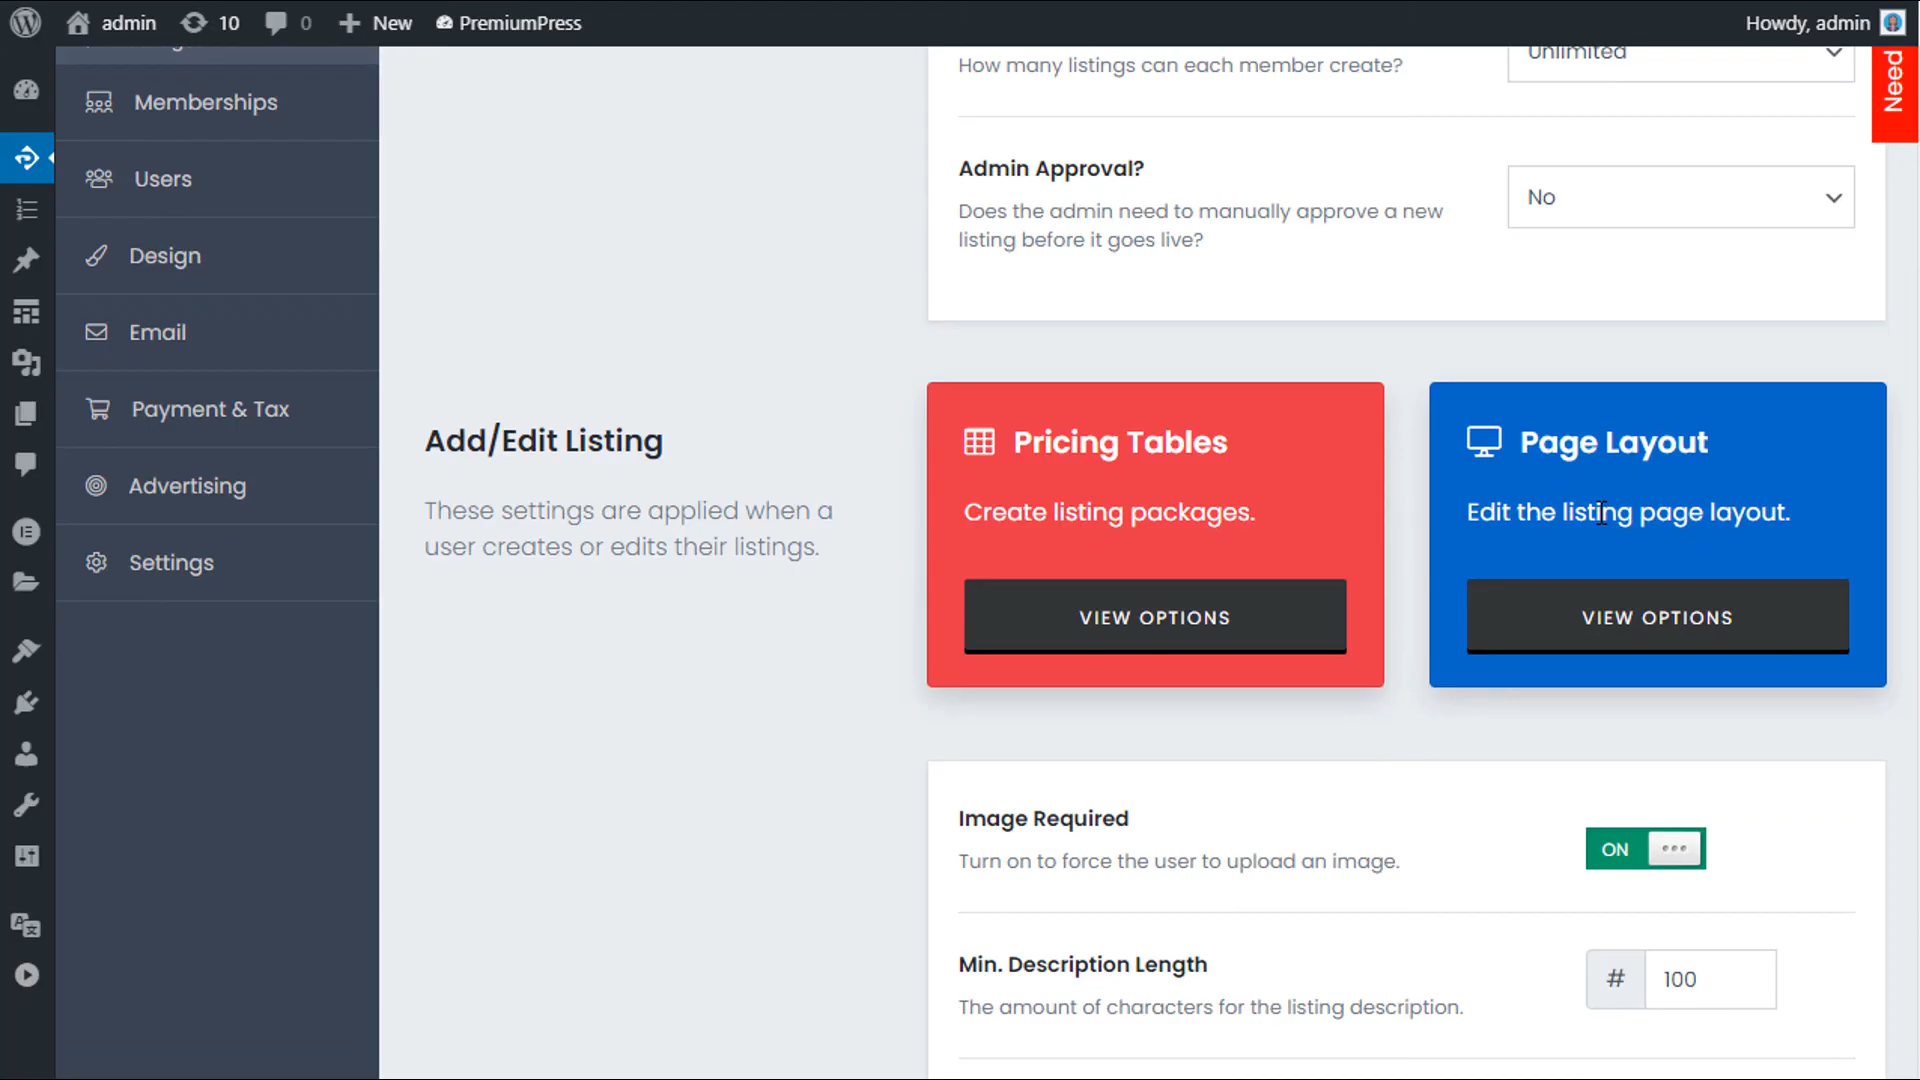 admin 10 0 New PremiumPress Howdy, admin
Need
Memberships
Users
Design
Email
Payment & Tax
Advertising
Settings
Add/Edit Listing
These settings are applied when a
user creates or edits their listings.
Unlimited
How many listings can each member create?
Admin Approval?
Does the admin need to manually approve a new
listing before it goes live?
No
Pricing Tables
Create listing packages.
VIEW OPTIONS
Page Layout
Edit the listing page layout.
VIEW OPTIONS
Image Required
Turn on to force the user to upload an image.
ON
Min. Description Length
The amount of characters for the listing description.
# 100